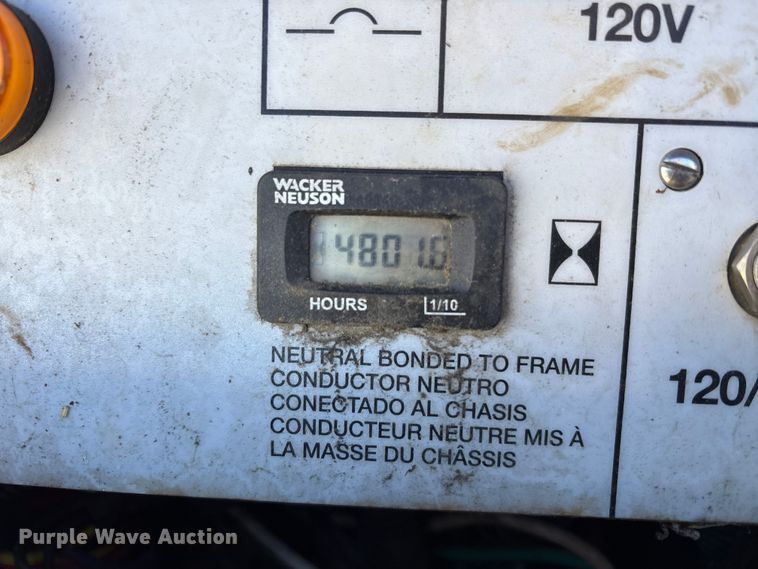 120V
WACKER
NEUSON
4801.6
HOURS 1/10
NEUTRAL BONDED TO FRAME
CONDUCTOR NEUTRO
CONECTADO AL CHASIS
CONDUCTEUR NEUTRE MIS À
LA MASSE DU CHÂSSIS
120/
Purple Wave Auction